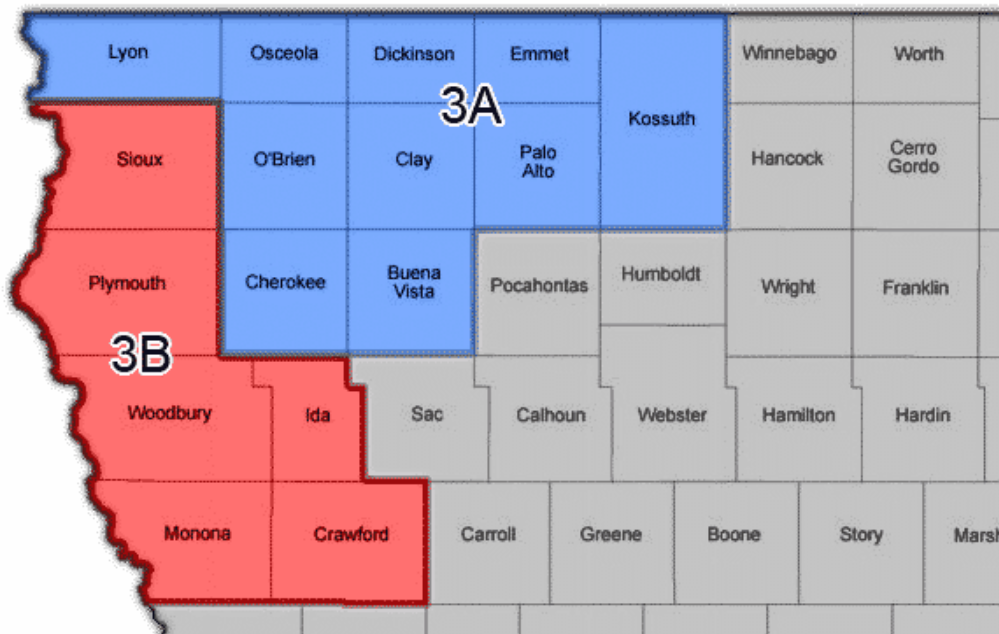 Lyon
Osceola
Dickinson
Emmet
Winnebago
Worth
3A
Kossuth
Sioux
O'Brien
Clay
Palo
Alto
Hancock
Cerro
Gordo
Plymouth
Cherokee
Buena
Vista
Pocahontas
Humboldt
Wright
Franklin
3B
Woodbury
Ida
Sac
Calhoun
Webster
Hamilton
Hardin
Monona
Crawford
Carroll
Greene
Boone
Story
Marsh